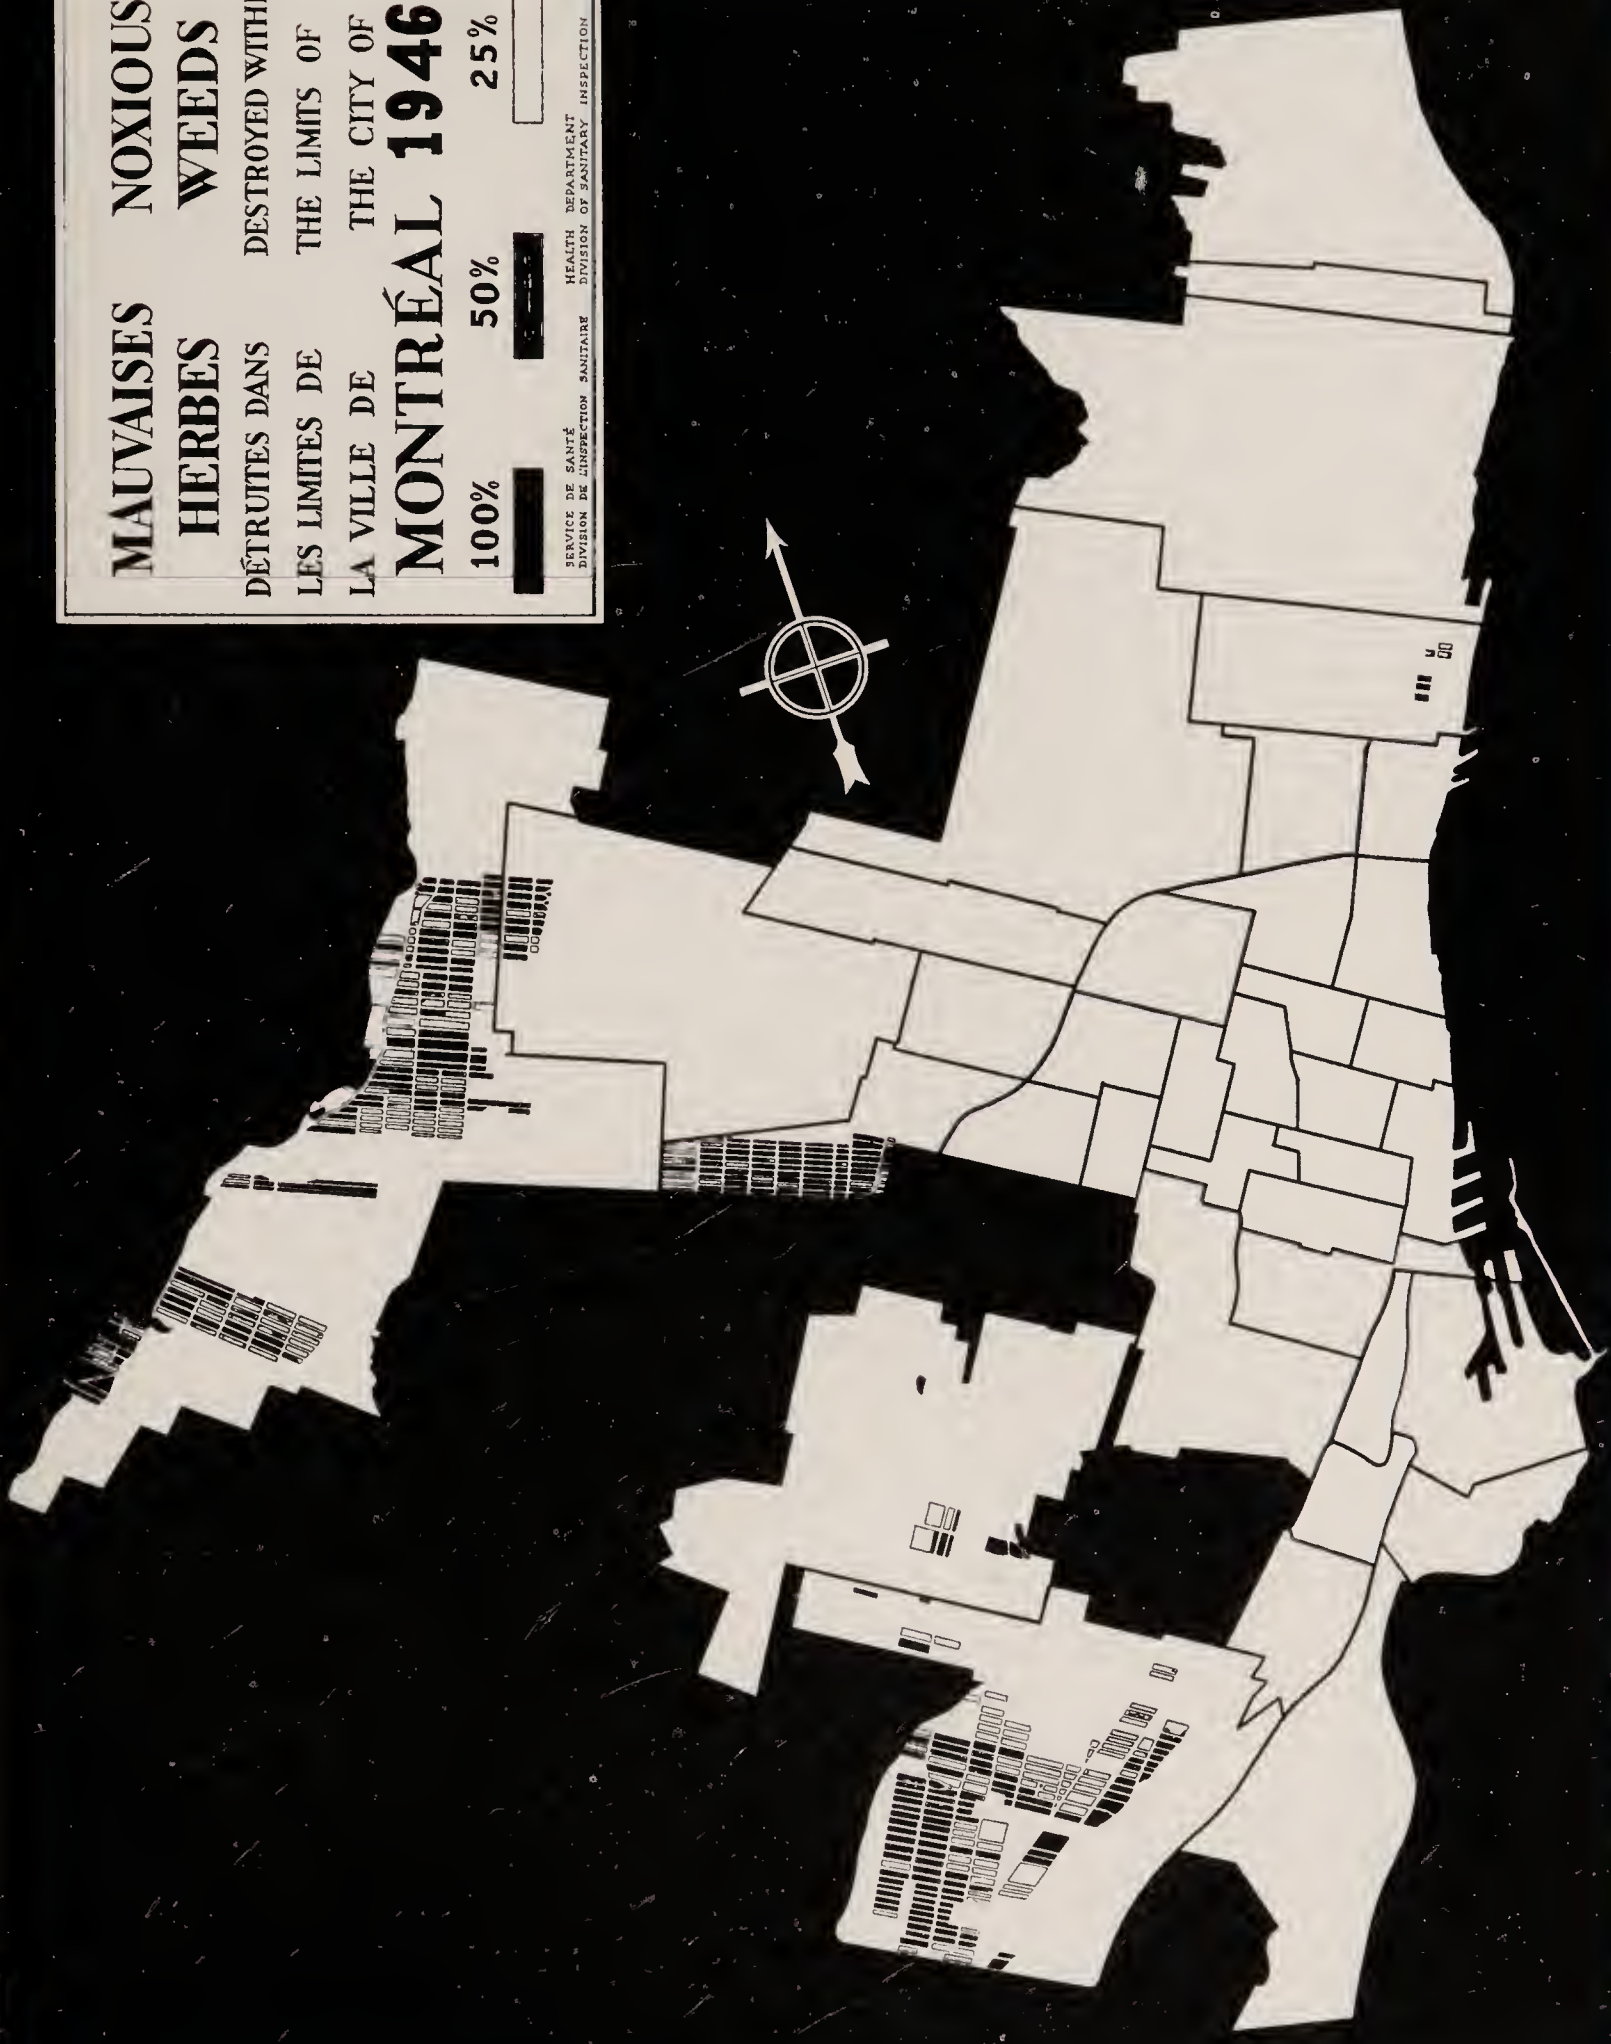 MAUVAISES NOXIOUS
HERBES WEEDS
DÉTRUITES DANS DESTROYED
LES LIMITES DE THE LIMITS OF
LA VILLE DE THE CITY OF
MONTRÉAL 1946
100% 50% 25%
SERVICE DE SANTÉ HEALTH DEPARTMENT
DIVISION DE L'INSPECTION SANITAIRE DIVISION OF SANITARY INSPECTION